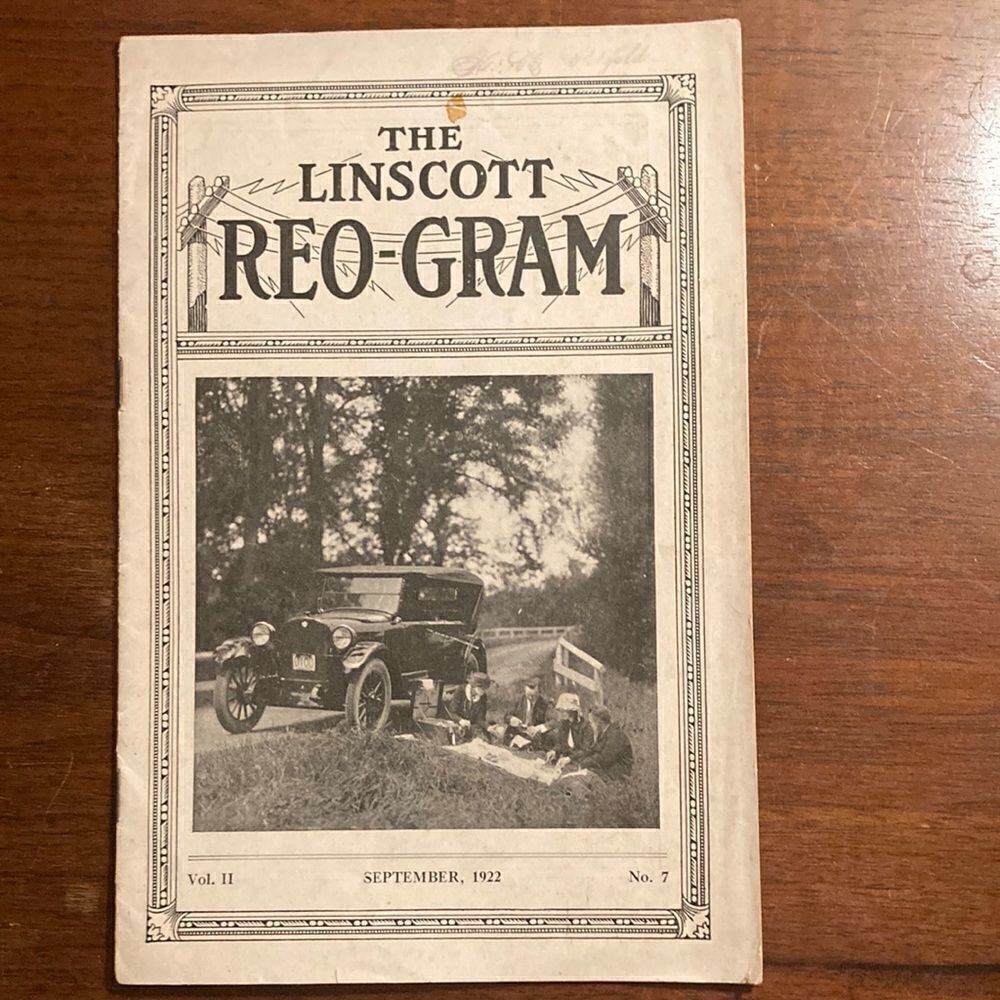 THE
LINSCOTT
REO-GRAM
Vol. II SEPTEMBER, 1922 No. 7